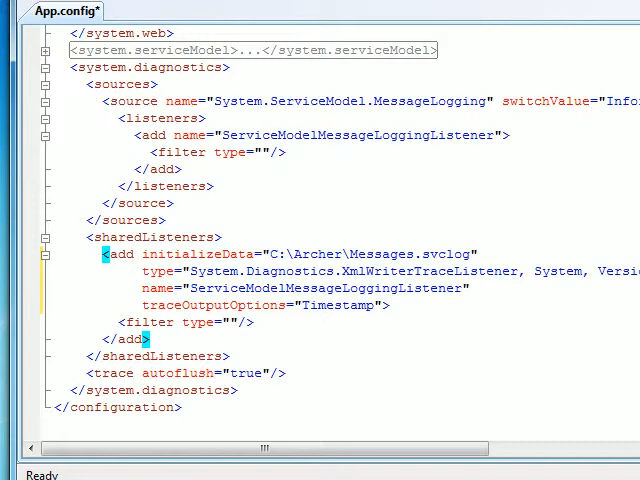 App.config*
</system.web>
<system.serviceModel>...</system.serviceModel>
<system.diagnostics>
<sources>
<source name="System.ServiceModel.MessageLogging" switchValue="Info
<listeners>
<add name="ServiceModelMessageLoggingListener">
<filter type=""/>
</add>
</listeners>
</source>
</sources>
<sharedListeners>
<add initializeData="C:\Archer\Messages.svclog"
type="System.Diagnostics.XmlWriterTraceListener, System, Versio
name="ServiceModelMessageLoggingListener"
traceOutputOptions="Timestamp">
<filter type=""/>
</add>
</sharedListeners>
<trace autoflush="true"/>
</system.diagnostics>
</configuration>
Ready